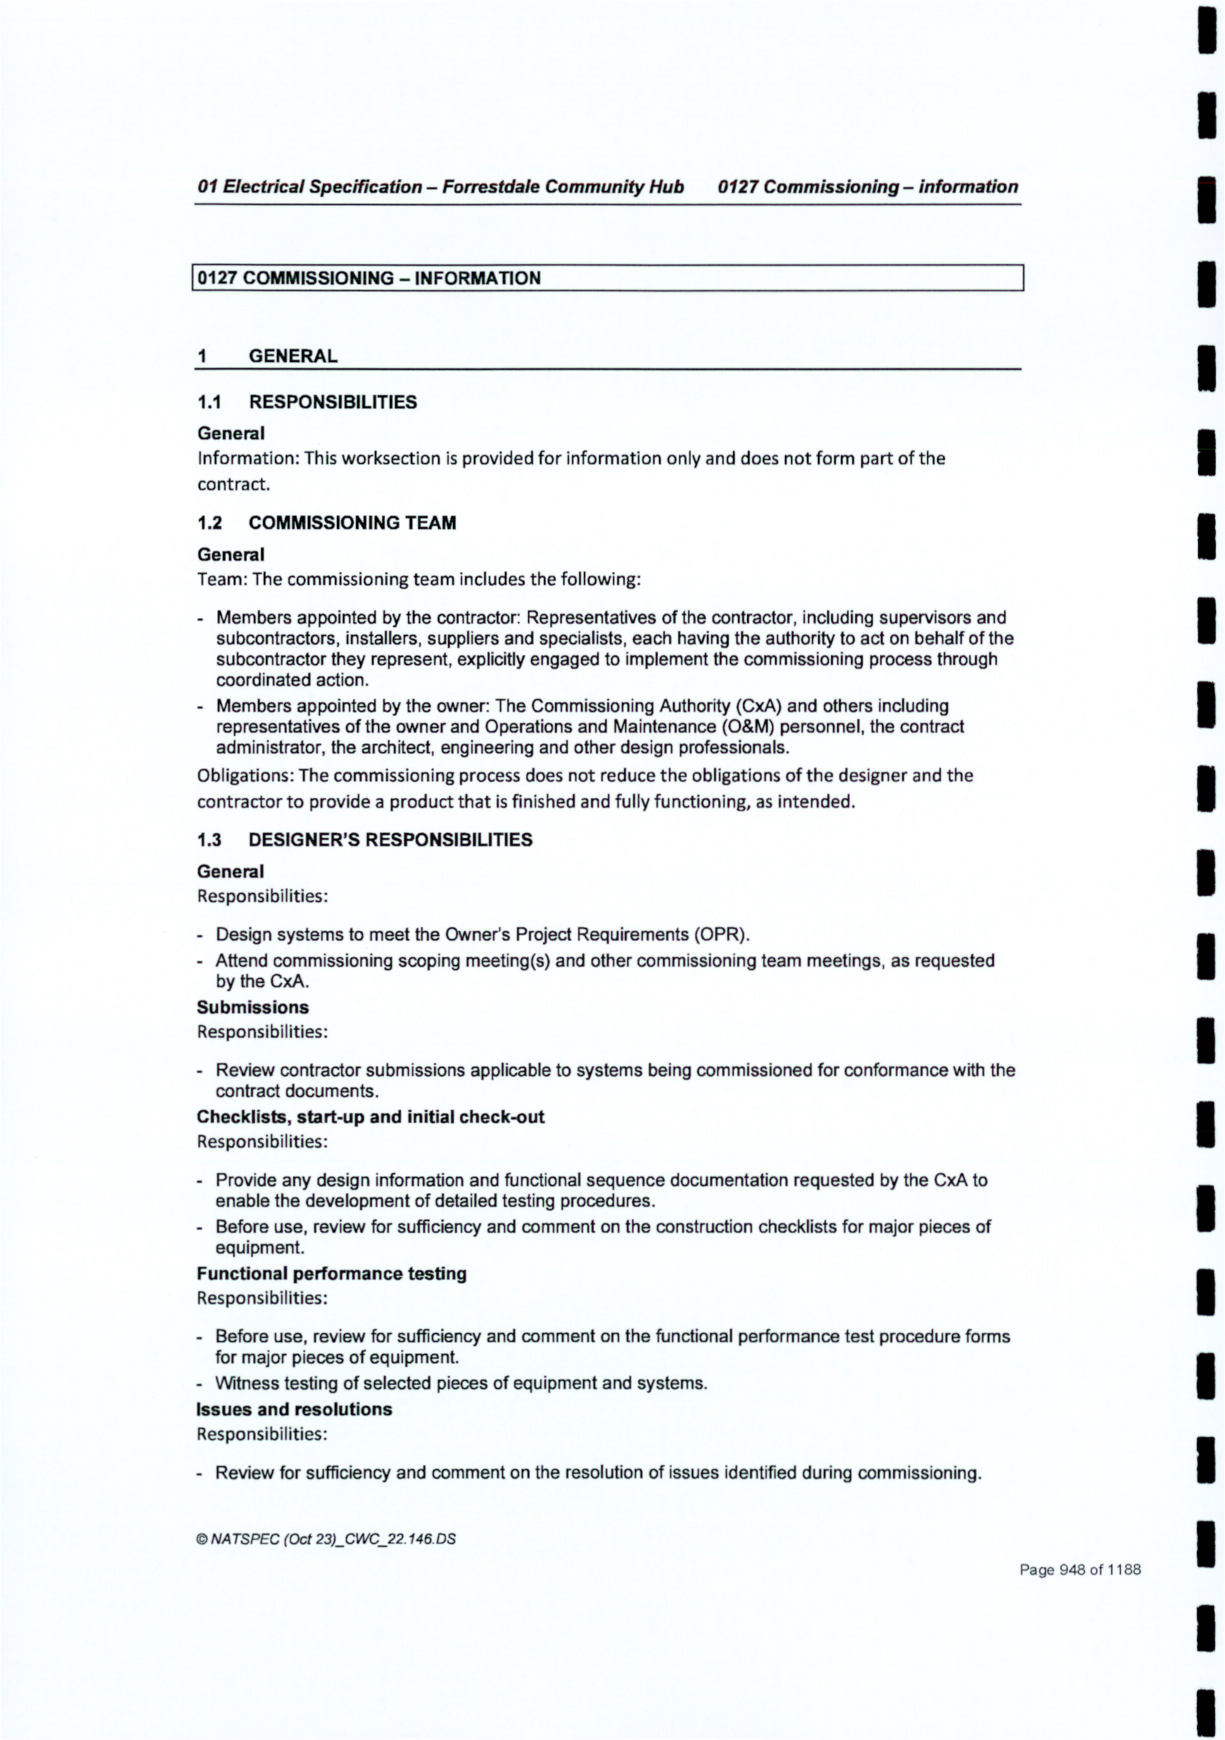 01 Electrical Specification – Forrestdale Community Hub 0127 Commissioning – information
0127 COMMISSIONING – INFORMATION
1 GENERAL
1.1 RESPONSIBILITIES
General
Information: This worksection is provided for information only and does not form part of the
contract.
1.2 COMMISSIONING TEAM
General
Team: The commissioning team includes the following:
- Members appointed by the contractor: Representatives of the contractor, including supervisors and
subcontractors, installers, suppliers and specialists, each having the authority to act on behalf of the
subcontractor they represent, explicitly engaged to implement the commissioning process through
coordinated action.
- Members appointed by the owner: The Commissioning Authority (CxA) and others including
representatives of the owner and Operations and Maintenance (O&M) personnel, the contract
administrator, the architect, engineering and other design professionals.
Obligations: The commissioning process does not reduce the obligations of the designer and the
contractor to provide a product that is finished and fully functioning, as intended.
1.3 DESIGNER'S RESPONSIBILITIES
General
Responsibilities:
- Design systems to meet the Owner's Project Requirements (OPR).
- Attend commissioning scoping meeting(s) and other commissioning team meetings, as requested
by the CxA.
Submissions
Responsibilities:
- Review contractor submissions applicable to systems being commissioned for conformance with the
contract documents.
Checklists, start-up and initial check-out
Responsibilities:
- Provide any design information and functional sequence documentation requested by the CxA to
enable the development of detailed testing procedures.
- Before use, review for sufficiency and comment on the construction checklists for major pieces of
equipment.
Functional performance testing
Responsibilities:
- Before use, review for sufficiency and comment on the functional performance test procedure forms
for major pieces of equipment.
- Witness testing of selected pieces of equipment and systems.
Issues and resolutions
Responsibilities:
- Review for sufficiency and comment on the resolution of issues identified during commissioning.
© NATSPEC (Oct 23)_CWC_22.146.DS
Page 948 of 1188